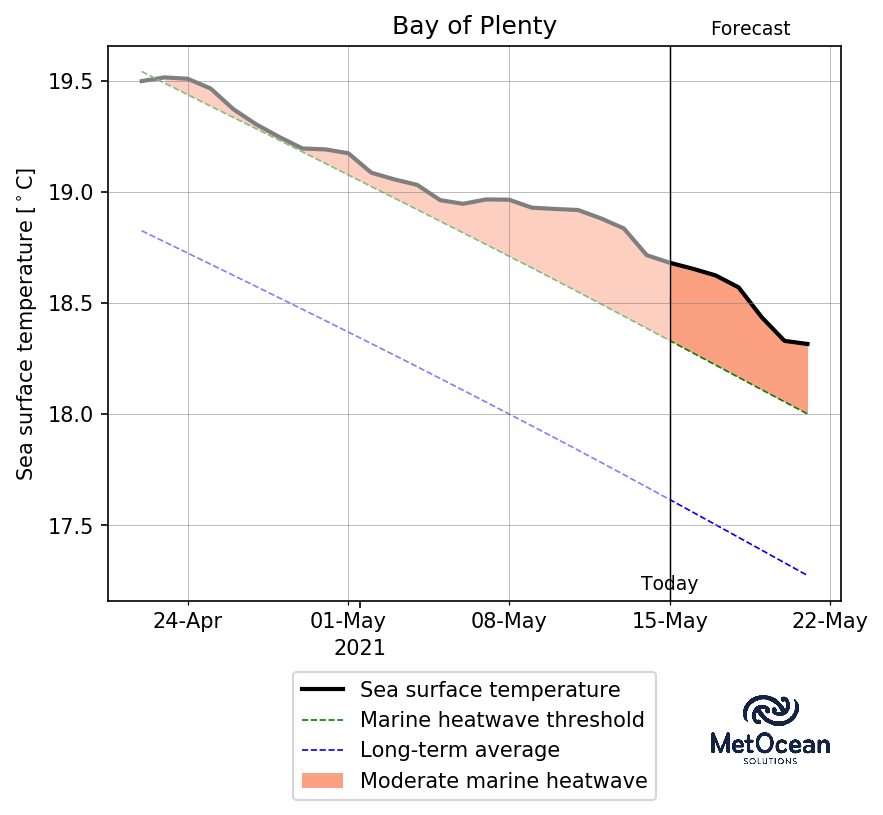 Bay of Plenty
Forecast
Sea surface temperature [°C]
19.5
19.0
18.5
18.0
17.5
Today
24-Apr 01-May 08-May 15-May 22-May
2021
Sea surface temperature
Marine heatwave threshold
Long-term average
Moderate marine heatwave
MetOcean
SOLUTIONS